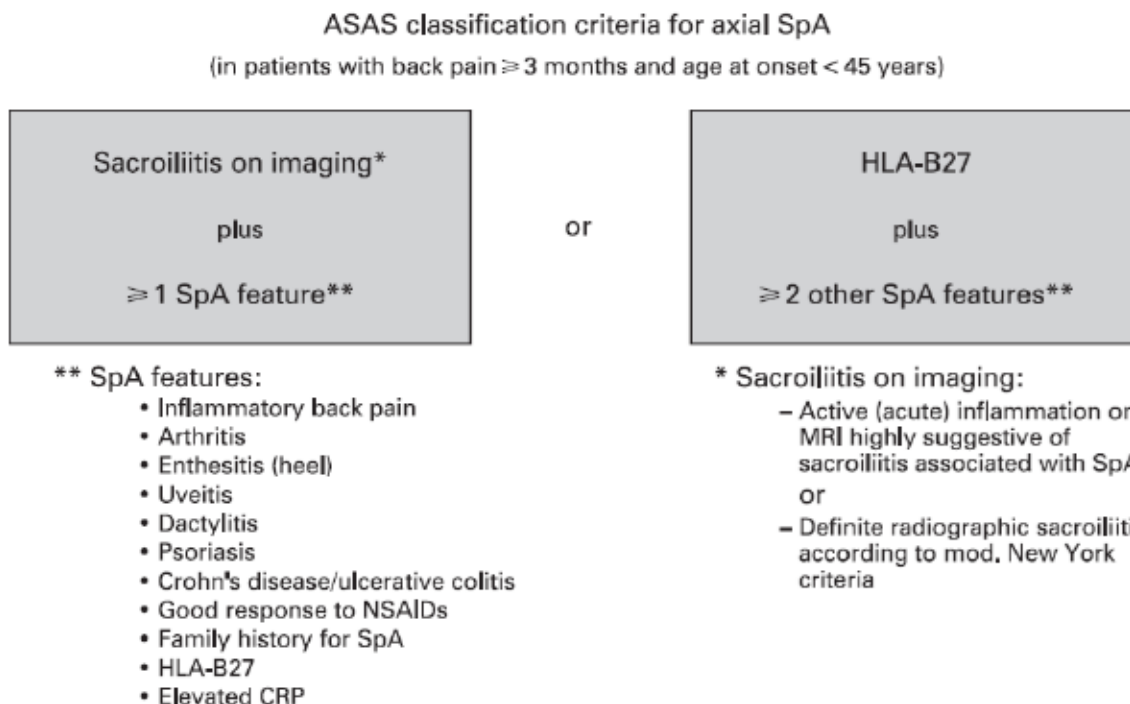 ASAS classification criteria for axial SpA
(in patients with back pain ⩾ 3 months and age at onset < 45 years)
Sacroiliitis on imaging*
plus
⩾ 1 SpA feature**
or
HLA-B27
plus
⩾ 2 other SpA features**
** SpA features:
• Inflammatory back pain
• Arthritis
• Enthesitis (heel)
• Uveitis
• Dactylitis
• Psoriasis
• Crohn's disease/ulcerative colitis
• Good response to NSAIDs
• Family history for SpA
• HLA-B27
• Elevated CRP
* Sacroiliitis on imaging:
– Active (acute) inflammation
MRI highly suggestive of
sacroiliitis associated with
or
– Definite radiographic
according to mod. New York
criteria